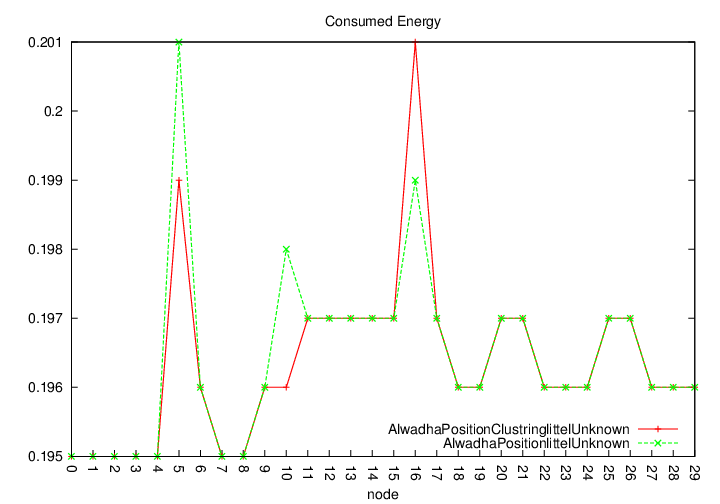 Consumed Energy
0.201
0.2
0.199
0.198
0.197
0.196
0.195
AlwadhaPositionClustringlittelUnknown
AlwadhaPositionlittelUnknown
0 1 2 3 4 5 6 7 8 9 10 11 12 13 14 15 16 17 18 19 20 21 22 23 24 25 26 27 28 29
node